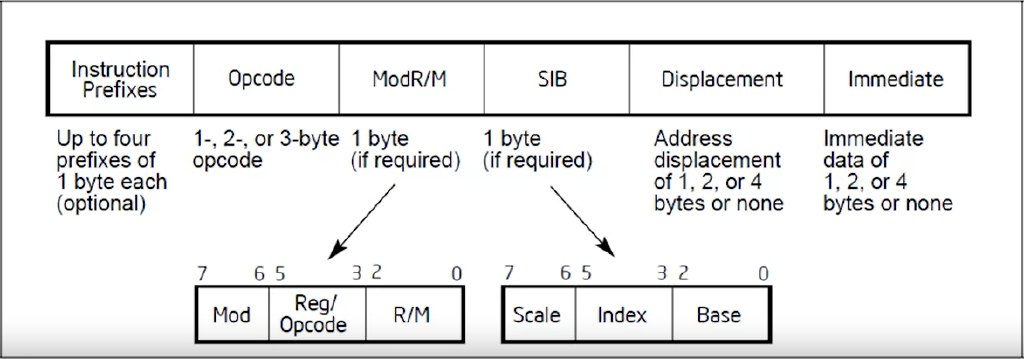 Instruction Prefixes
Opcode
ModR/M
SIB
Displacement
Immediate
Up to four
prefixes of
1 byte each
(optional)
1-, 2-, or 3-byte
opcode
1 byte
(if required)
1 byte
(if required)
Address
displacement
of 1, 2, or 4
bytes or none
Immediate
data of
1, 2, or 4
bytes or none
7 6 5 3 2 0
Mod
Reg/
Opcode
R/M
7 6 5 3 2 0
Scale
Index
Base